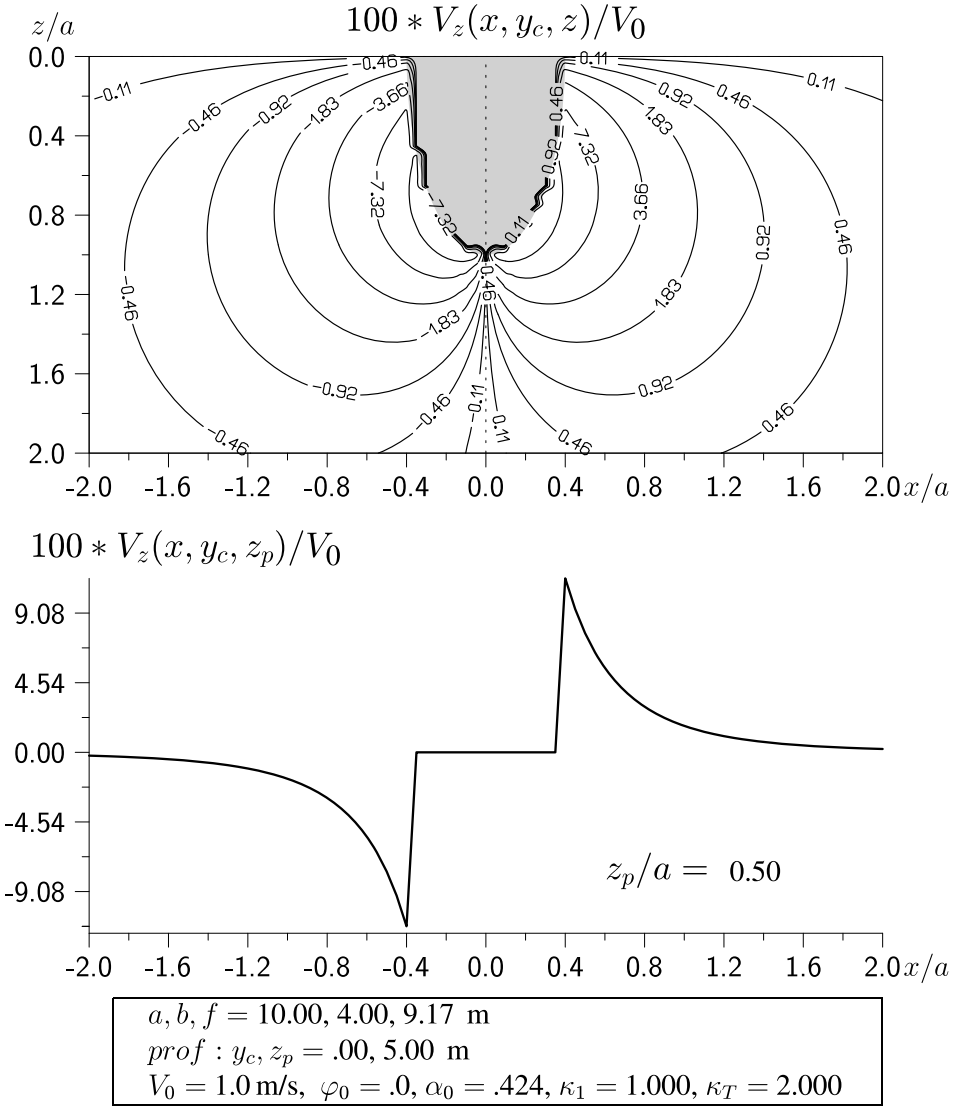 z/a
100 * V_z(x, y_c, z)/V_0
0.0
0.4
0.8
1.2
1.6
2.0
-0.11 -0.46 -0.92 -1.83 -3.66 -0.46 0.11 0.46 0.92 1.83 0.46 0.11
-7.32 -7.32 0.92 7.32 3.66 0.11 0.92 0.46
-0.46 -1.83 0.46 1.83
-0.92 -0.46 -0.11 0.11 0.92 0.46
-0.46 0.46
-2.0 -1.6 -1.2 -0.8 -0.4 0.0 0.4 0.8 1.2 1.6 2.0 x/a
100 * V_z(x, y_c, z_p)/V_0
9.08
4.54
0.00
-4.54
-9.08
z_p/a = 0.50
-2.0 -1.6 -1.2 -0.8 -0.4 0.0 0.4 0.8 1.2 1.6 2.0 x/a
a, b, f = 10.00, 4.00, 9.17 m
prof : y_c, z_p = .00, 5.00 m
V_0 = 1.0 m/s, φ_0 = .0, α_0 = .424, κ_1 = 1.000, κ_T = 2.000